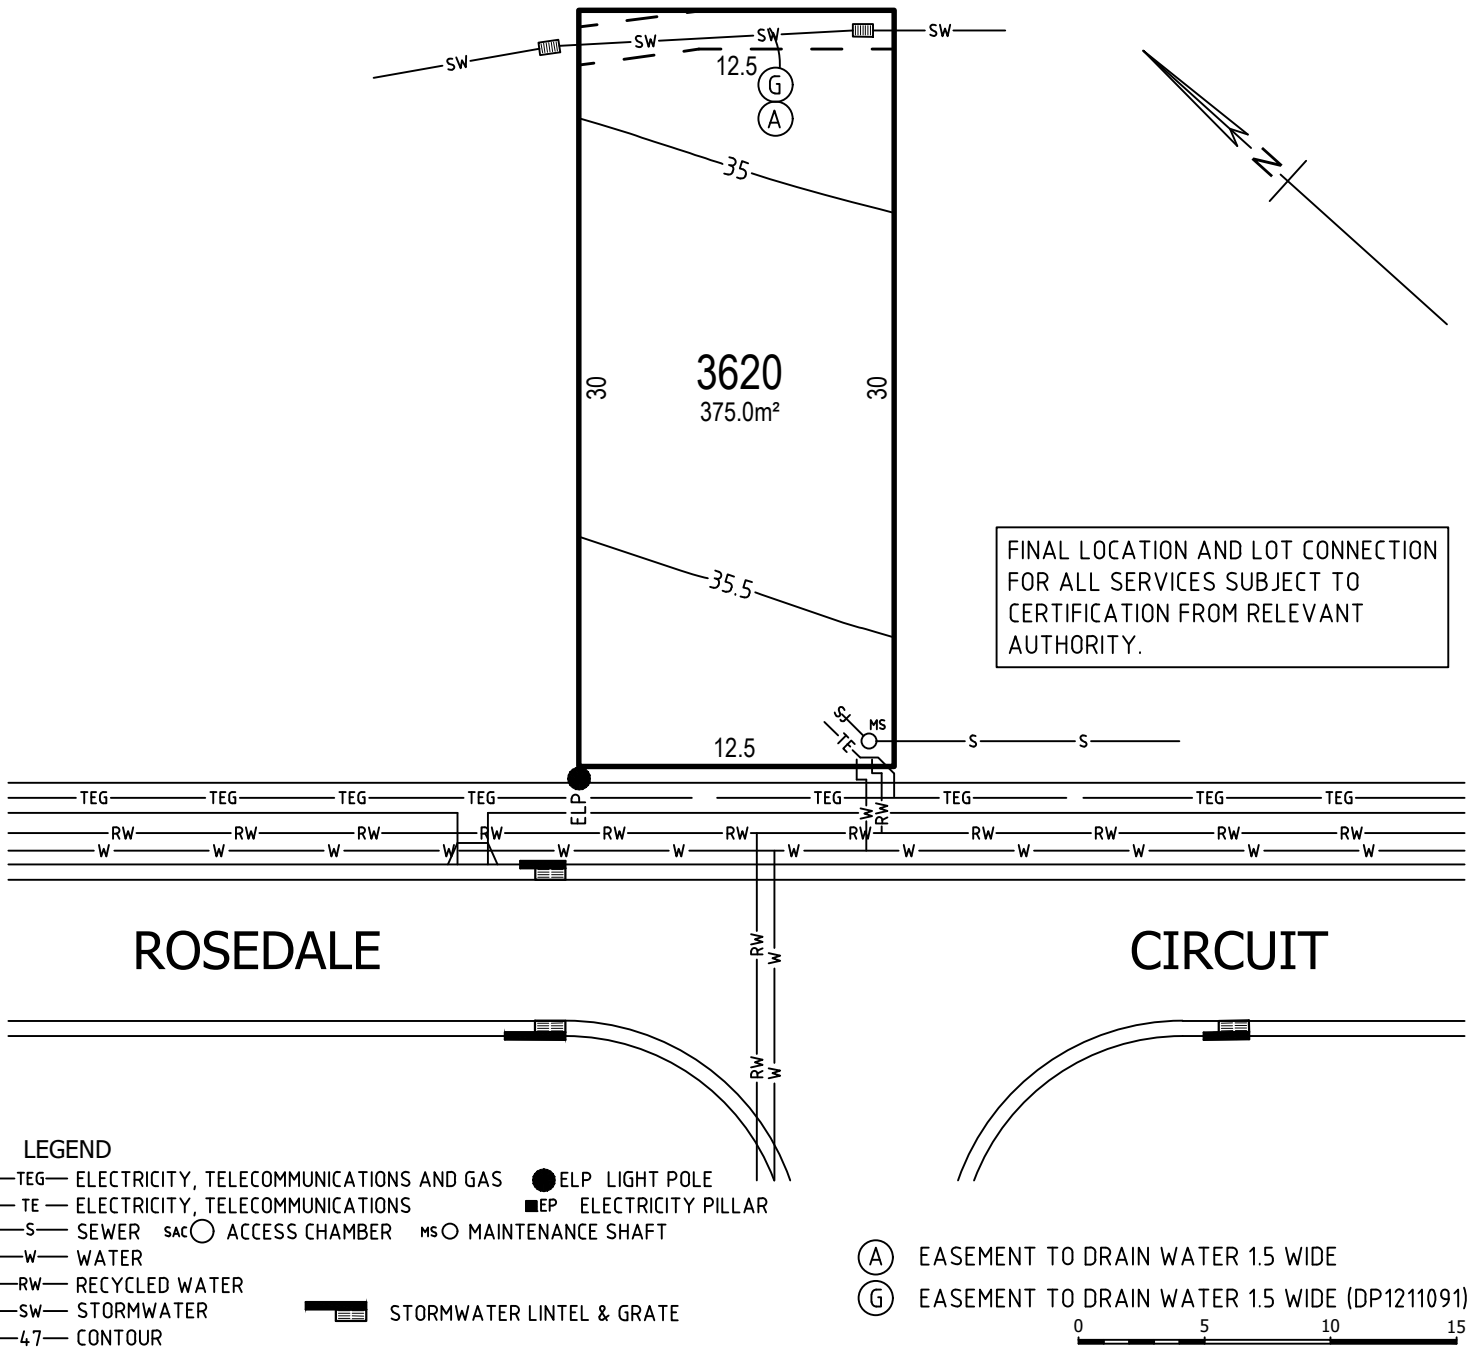 SW
SW
SW
SW
12.5
G
A
35
N
3620
375.0m²
30
30
FINAL LOCATION AND LOT CONNECTION
FOR ALL SERVICES SUBJECT TO
CERTIFICATION FROM RELEVANT
AUTHORITY.
35.5
S
MS
TE
S
S
12.5
TEG TEG TEG TEG TEG TEG TEG TEG
ELP
W
RW
RW RW RW RW RW RW RW RW RW RW RW
W W W W W W W W W W W W
ROSEDALE CIRCUIT
RW
W
RW
W
LEGEND
TEG ELECTRICITY, TELECOMMUNICATIONS AND GAS ELP LIGHT POLE
TE ELECTRICITY, TELECOMMUNICATIONS EP ELECTRICITY PILLAR
S SEWER SAC ACCESS CHAMBER MS MAINTENANCE SHAFT
W WATER
RW RECYCLED WATER
SW STORMWATER STORMWATER LINTEL & GRATE
47 CONTOUR
A EASEMENT TO DRAIN WATER 1.5 WIDE
G EASEMENT TO DRAIN WATER 1.5 WIDE (DP1211091)
0 5 10 15